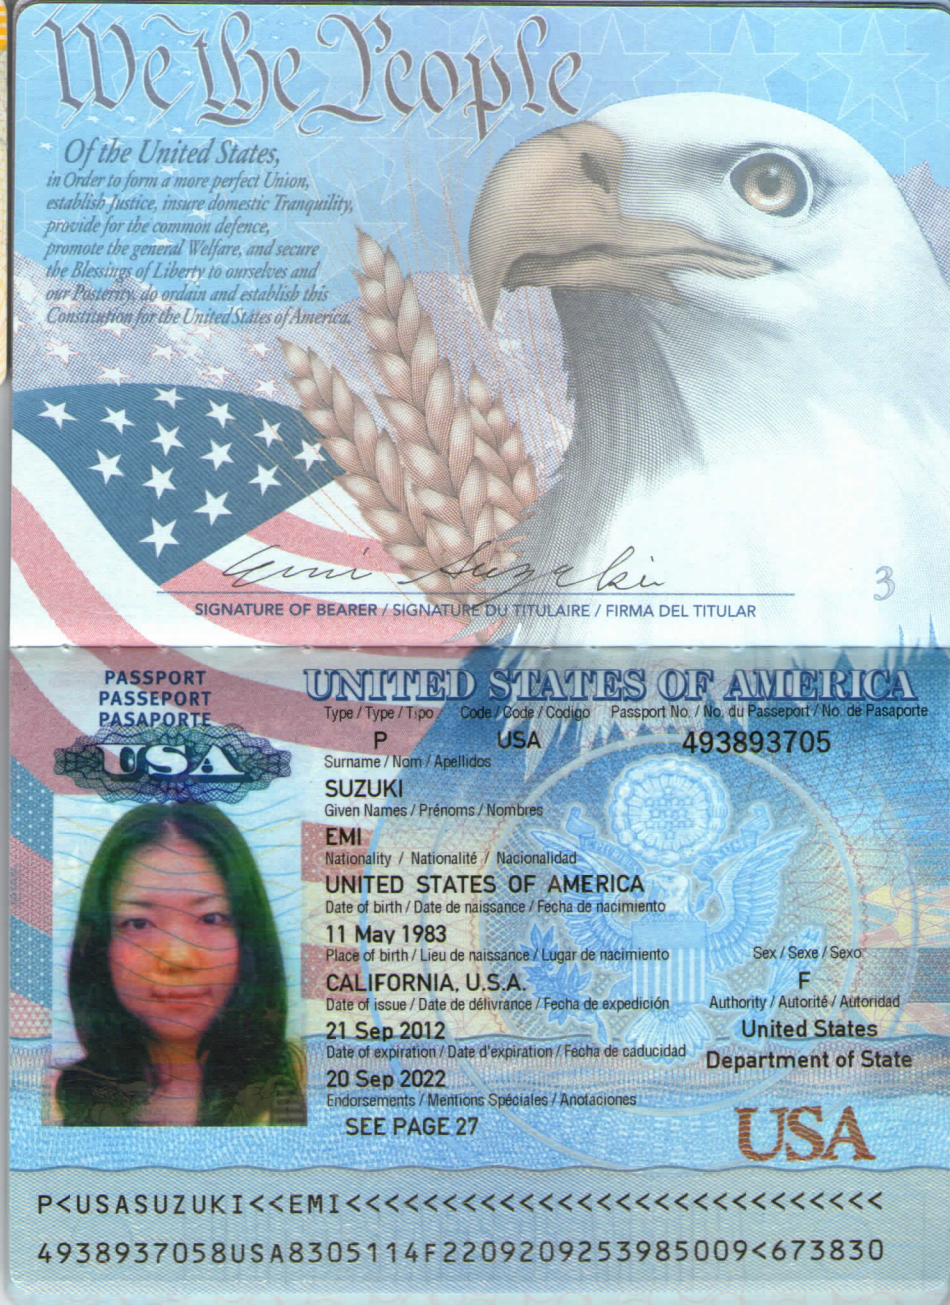 We the People
Of the United States,
in Order to form a more perfect Union,
establish Justice, insure domestic Tranquility,
provide for the common defence,
promote the general Welfare, and secure
the Blessings of Liberty to ourselves and
our Posterity, do ordain and establish this
Constitution for the United States of America.
Emi Suzuki
SIGNATURE OF BEARER / SIGNATURE DU TITULAIRE / FIRMA DEL TITULAR
3
PASSPORT
PASSEPORT
PASAPORTE
USA
UNITED STATES OF AMERICA
Type / Type / Tipo Code / Code / Codigo Passport No. / No. du Passeport / No. de Pasaporte
P USA 493893705
Surname / Nom / Apellidos
SUZUKI
Given Names / Prénoms / Nombres
EMI
Nationality / Nationalité / Nacionalidad
UNITED STATES OF AMERICA
Date of birth / Date de naissance / Fecha de nacimiento
11 May 1983
Place of birth / Lieu de naissance / Lugar de nacimiento Sex / Sexe / Sexo
CALIFORNIA, U.S.A. F
Date of issue / Date de délivrance / Fecha de expedición Authority / Autorité / Autoridad
21 Sep 2012 United States
Date of expiration / Date d'expiration / Fecha de caducidad Department of State
20 Sep 2022
Endorsements / Mentions Spéciales / Anotaciones
SEE PAGE 27
USA
P<USASUZUKI<<EMI<<<<<<<<<<<<<<<<<<<<<<<<<<<<
4938937058USA8305114F2209209253985009<673830